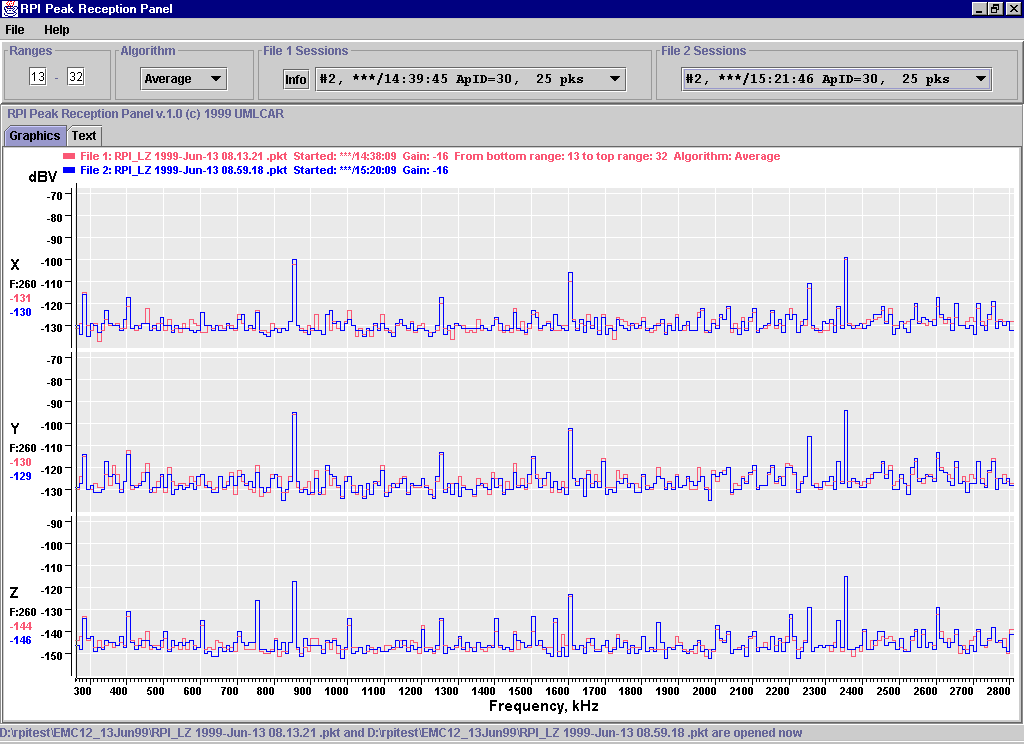 RPI Peak Reception Panel
File Help
Ranges Algorithm File 1 Sessions File 2 Sessions
13 - 32 Average Info #2, ***/14:39:45 ApID=30, 25 pks #2, ***/15:21:46 ApID=30, 25 pks
RPI Peak Reception Panel v.1.0 (c) 1999 UMLCAR
Graphics Text
File 1: RPI_LZ 1999-Jun-13 08.13.21 .pkt Started: ***/14:38:09 Gain: -16 From bottom range: 13 to top range: 32 Algorithm: Average
File 2: RPI_LZ 1999-Jun-13 08.59.18 .pkt Started: ***/15:20:09 Gain: -16
dBV
-70
-80
-90
X -100
F:260 -110
-131
-120
-130
-130
-70
-80
-90
Y -100
F:260 -110
-130
-120
-129
-130
-90
-100
-110
Z -120
F:260 -130
-144
-140
-146
-150
300 400 500 600 700 800 900 1000 1100 1200 1300 1400 1500 1600 1700 1800 1900 2000 2100 2200 2300 2400 2500 2600 2700 2800
Frequency, kHz
D:\rpitest\EMC12_13Jun99\RPI_LZ 1999-Jun-13 08.13.21 .pkt and D:\rpitest\EMC12_13Jun99\RPI_LZ 1999-Jun-13 08.59.18 .pkt are opened now